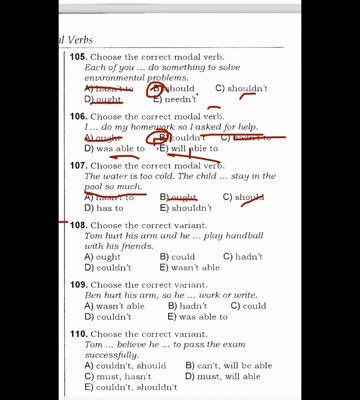 al Verbs
105. Choose the correct modal verb.
Each of you ... do something to solve
environmental problems.
A) hasn't to B) should C) shouldn't
D) ought E) needn't
106. Choose the correct modal verb.
I ... do my homework so I asked for help.
A) ought B) couldn't C) hadn't to
D) was able to E) will able to
107. Choose the correct modal verb.
The water is too cold. The child ... stay in the
pool so much.
A) hasn't to B) ought C) should
D) has to E) shouldn't
108. Choose the correct variant.
Tom hurt his arm and he ... play handball
with his friends.
A) ought B) could C) hadn't
D) couldn't E) wasn't able
109. Choose the correct variant.
Ben hurt his arm, so he ... work or write.
A) wasn't able B) hadn't C) could
D) couldn't E) was able to
110. Choose the correct variant.
Tom ... believe he ... to pass the exam
successfully.
A) couldn't, should B) can't, will be able
C) must, hasn't D) must, will able
E) couldn't, shouldn't